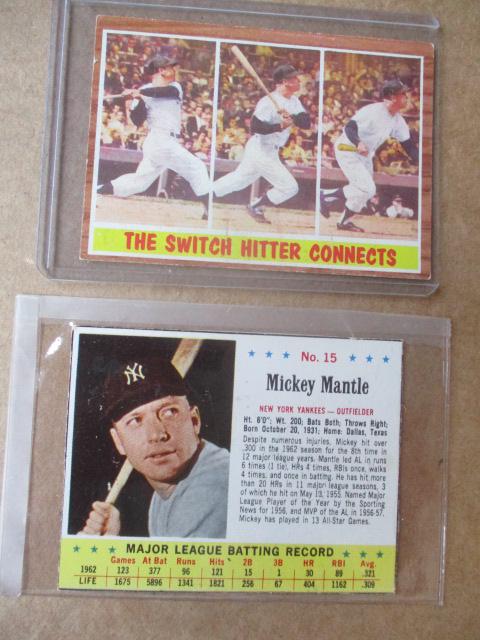 THE SWITCH HITTER CONNECTS
No. 15
Mickey Mantle
NEW YORK YANKEES — OUTFIELDER
Ht. 6'0"; Wt. 200; Bats Both; Throws Right;
Born October 20, 1931; Home: Dallas, Texas
Despite numerous injuries, Mickey hit over
.300 in the 1962 season for the 8th time in
12 major league years. Mantle led AL in runs
6 times (1 tie), HRs 4 times, RBIs once, walks
4 times, and once in batting. He has hit more
than 20 HRs in 11 major league seasons, 3
of which he hit on May 13, 1955. Named Major
League Player of the Year by the Sporting
News for 1956, and MVP of the AL in 1956-57.
Mickey has played in 13 All-Star Games.
NY
MAJOR LEAGUE BATTING RECORD
Games At Bat Runs Hits 2B 3B HR RBI Avg.
1962 123 377 96 121 15 1 30 89 .321
LIFE 1675 5896 1341 1821 256 67 404 1162 .309